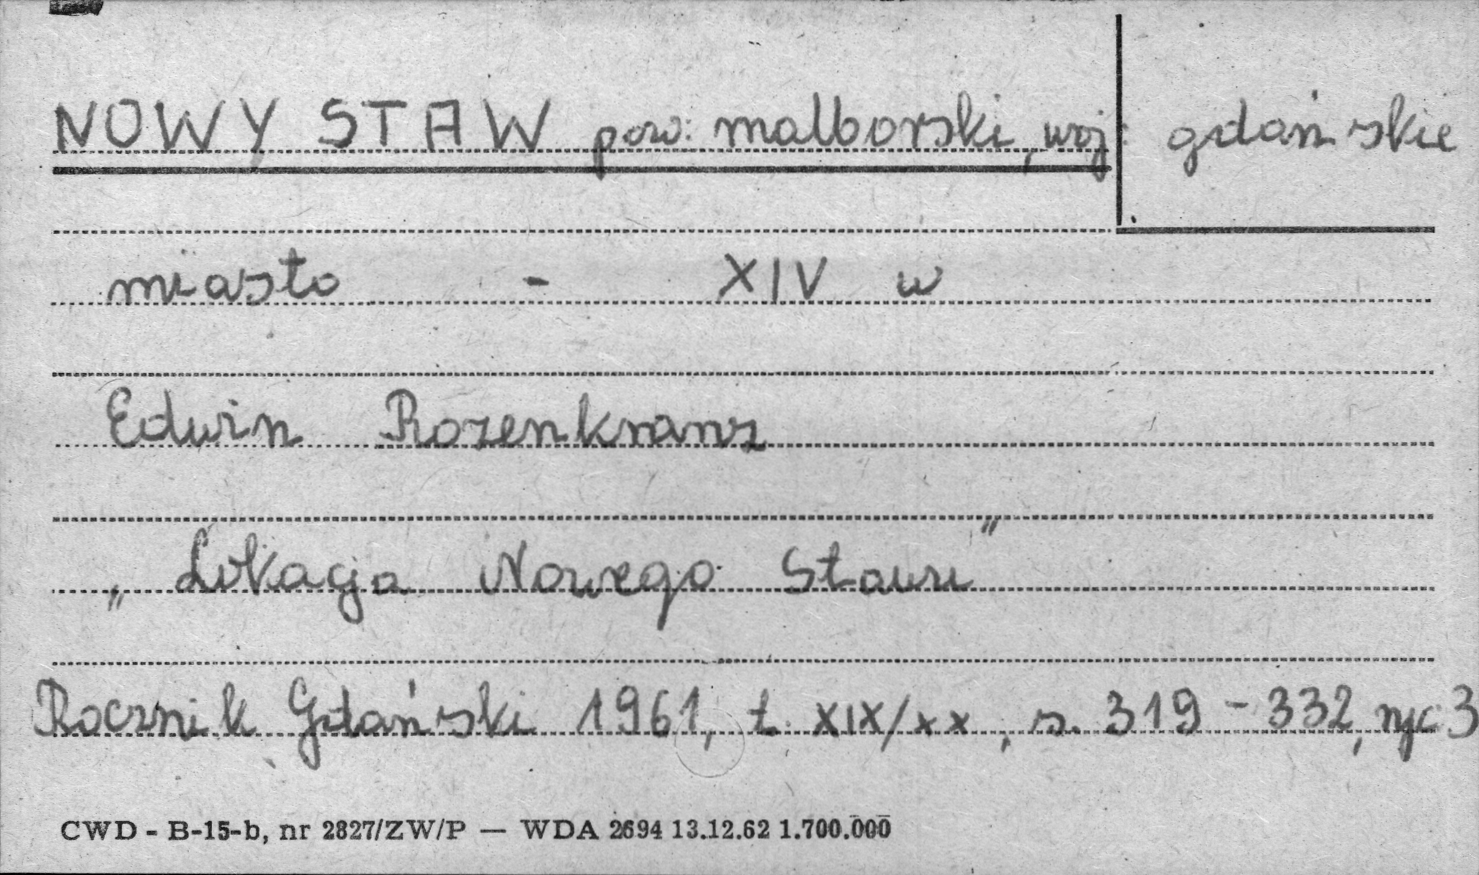 NOWY STAW pow: malborski, woj: gdańskie
miasto - XIV w
Edwin Rozenkranz
„Lokacja Nowego Stawu"
Rocznik Gdański 1961, t. XIX/XX, s. 319-332, ryc 3
CWD - B-15-b, nr 2827/ZW/P — WDA 2694 13.12.62 1.700.000